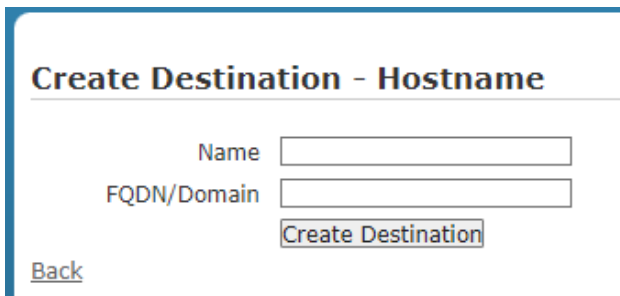 Create Destination - Hostname
Name
FQDN/Domain
Create Destination
Back